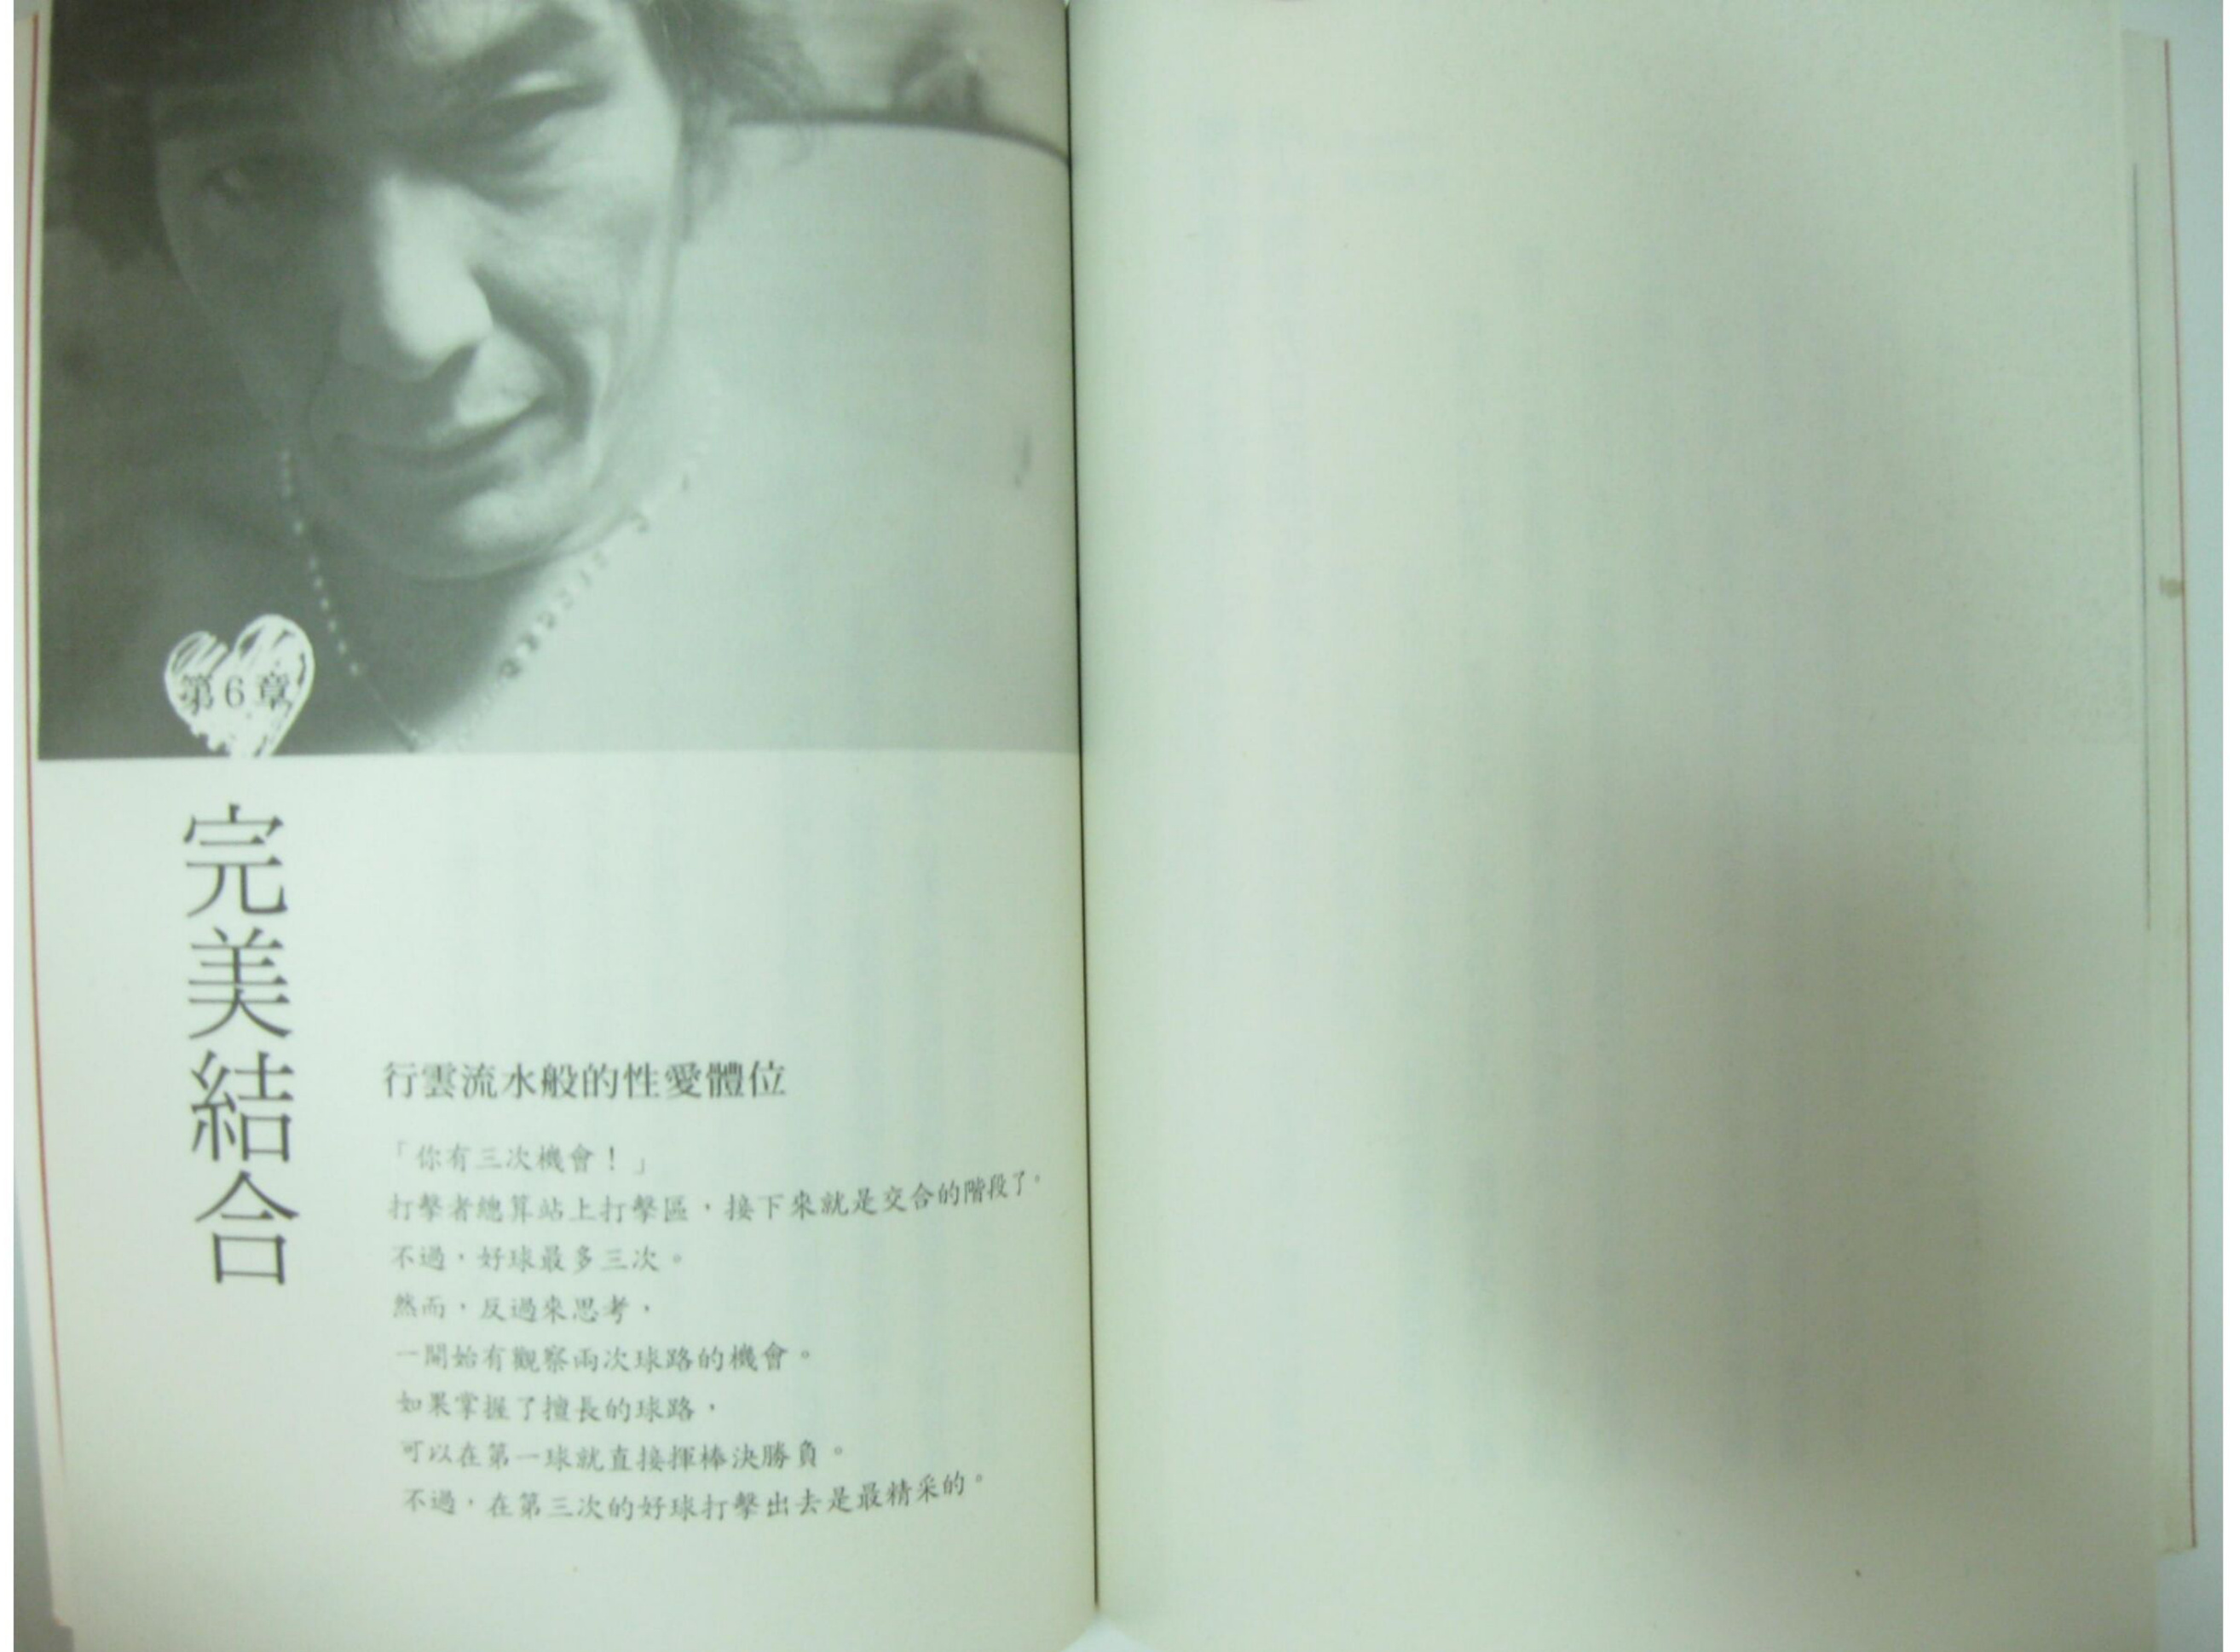 第6章
完美結合
行雲流水般的性愛體位
「你有三次機會！」
打擊者總算站上打擊區，接下來就是交合的階段了。
不過，好球最多三次。
然而，反過來思考，
一開始有觀察兩次球路的機會。
如果掌握了擅長的球路，
可以在第一球就直接揮棒決勝負。
不過，在第三次的好球打擊出去是最精采的。